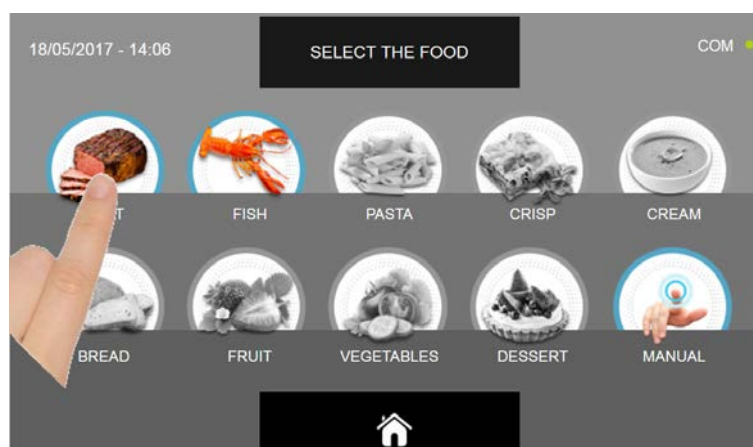 18/05/2017 - 14:06
SELECT THE FOOD
COM
T
FISH
PASTA
CRISP
CREAM
BREAD
FRUIT
VEGETABLES
DESSERT
MANUAL